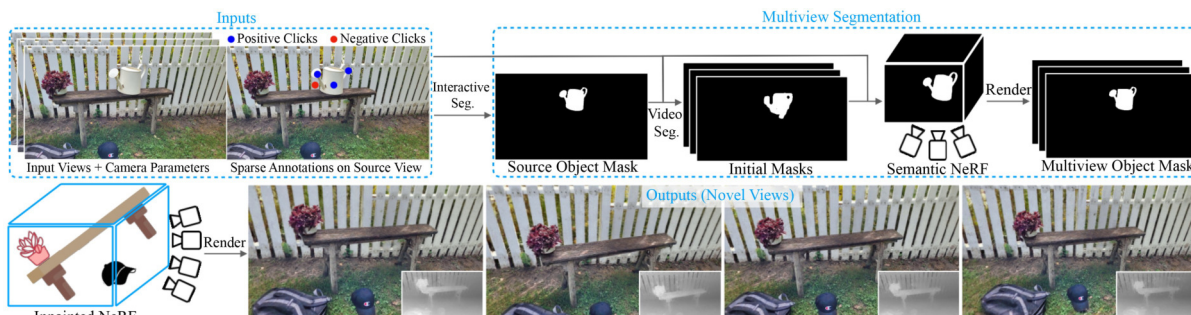 Inputs
Multiview Segmentation
Positive Clicks
Negative Clicks
Interactive
Seg.
Video
Seg.
Render
Input Views + Camera Parameters
Sparse Annotations on Source View
Source Object Mask
Initial Masks
Semantic NeRF
Multiview Object Mask
Outputs (Novel Views)
Render
Inpainted NeRF